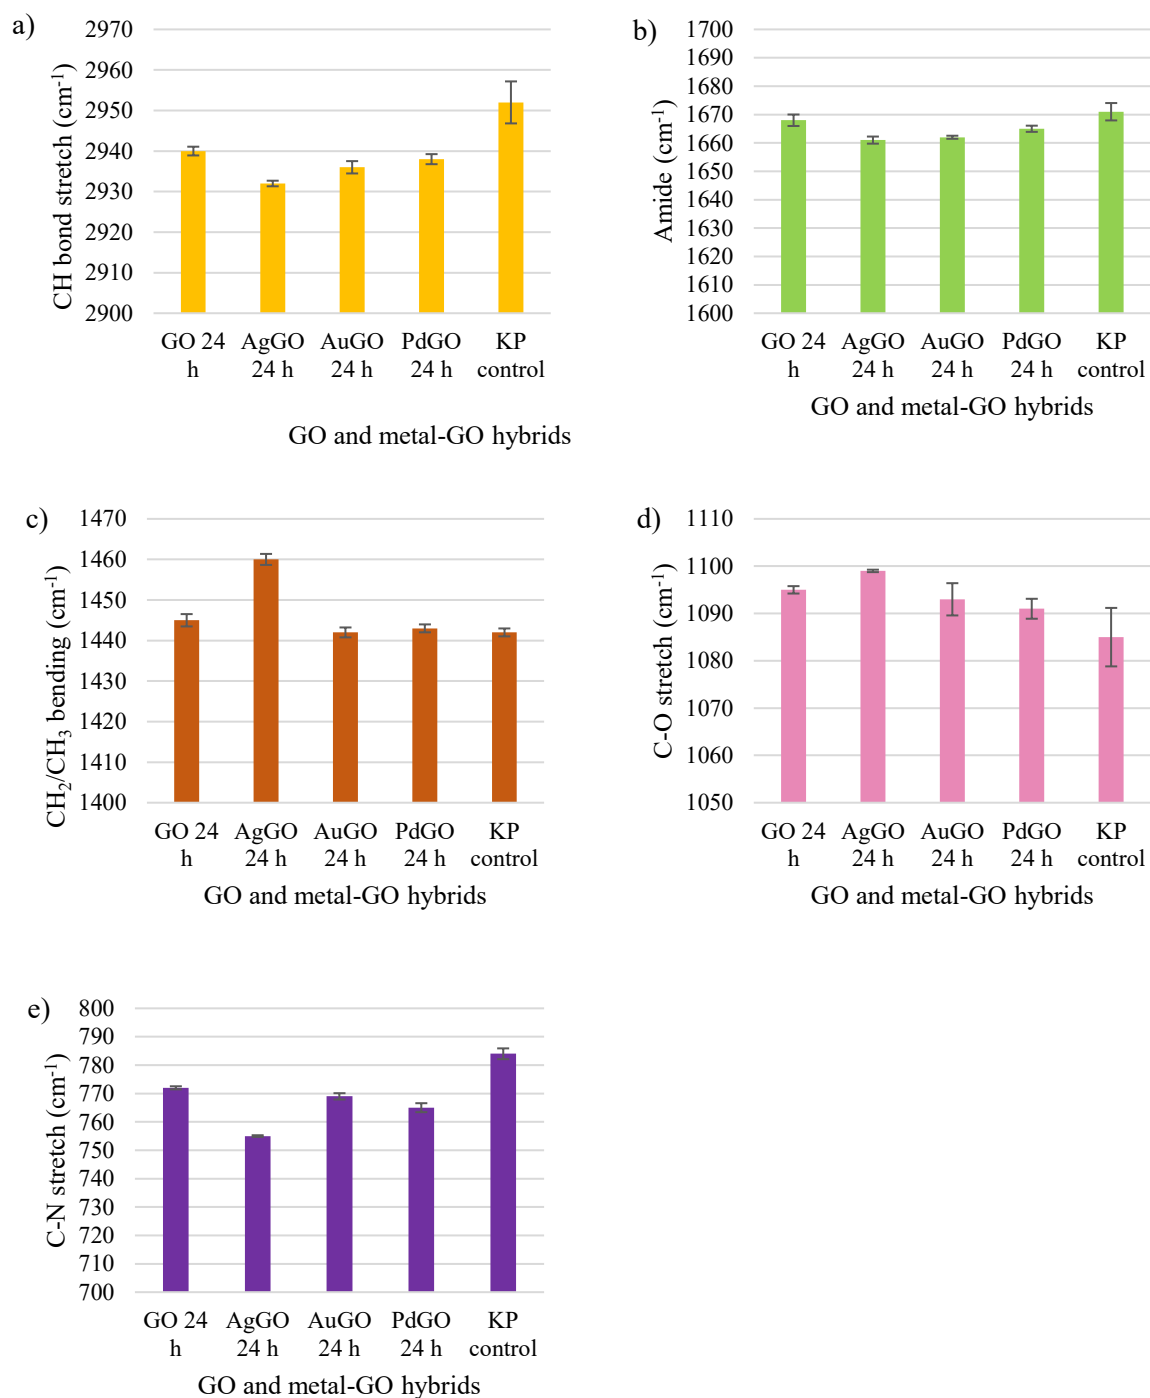 a)
CH bond stretch (cm-1)
2970
2960
2950
2940
2930
2920
2910
2900
GO 24 h
AgGO 24 h
AuGO 24 h
PdGO 24 h
KP control
GO and metal-GO hybrids
b)
Amide (cm-1)
1700
1690
1680
1670
1660
1650
1640
1630
1620
1610
1600
GO 24 h
AgGO 24 h
AuGO 24 h
PdGO 24 h
KP control
GO and metal-GO hybrids
c)
CH2/CH3 bending (cm-1)
1470
1460
1450
1440
1430
1420
1410
1400
GO 24 h
AgGO 24 h
AuGO 24 h
PdGO 24 h
KP control
GO and metal-GO hybrids
d)
C-O stretch (cm-1)
1110
1100
1090
1080
1070
1060
1050
GO 24 h
AgGO 24 h
AuGO 24 h
PdGO 24 h
KP control
GO and metal-GO hybrids
e)
C-N stretch (cm-1)
800
790
780
770
760
750
740
730
720
710
700
GO 24 h
AgGO 24 h
AuGO 24 h
PdGO 24 h
KP control
GO and metal-GO hybrids